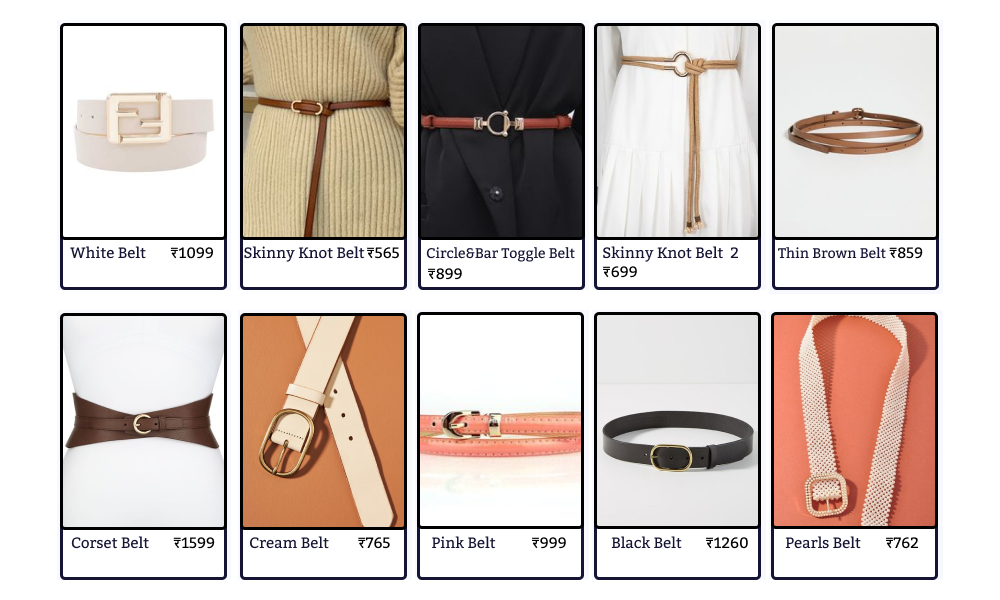 White Belt ₹1099
Skinny Knot Belt ₹565
Circle&Bar Toggle Belt
₹899
Skinny Knot Belt 2
₹699
Thin Brown Belt ₹859
Corset Belt ₹1599
Cream Belt ₹765
Pink Belt ₹999
Black Belt ₹1260
Pearls Belt ₹762